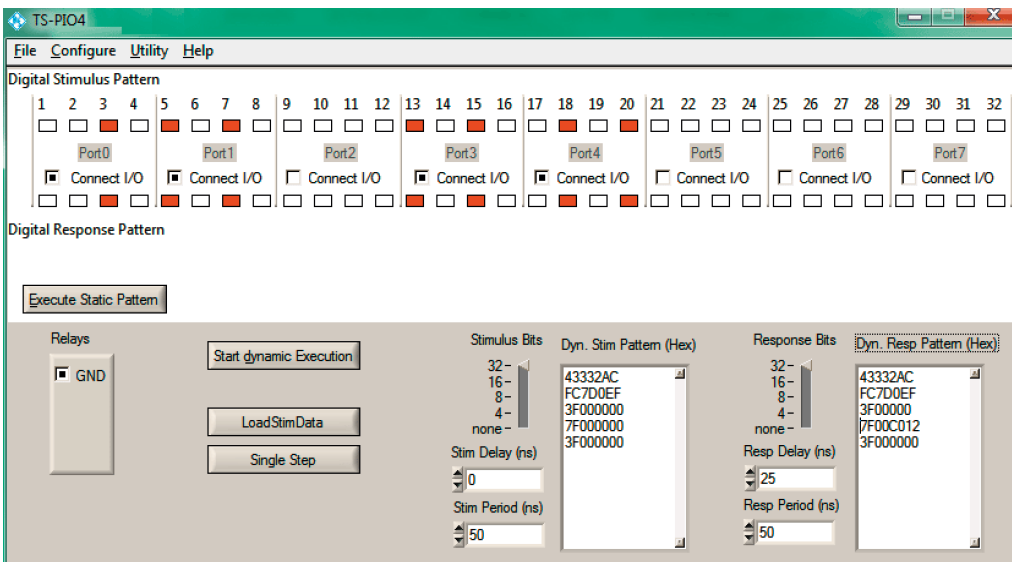 TS-PIO4
File Configure Utility Help
Digital Stimulus Pattern
1 2 3 4 5 6 7 8 9 10 11 12 13 14 15 16 17 18 19 20 21 22 23 24 25 26 27 28 29 30 31 32
Port0 Port1 Port2 Port3 Port4 Port5 Port6 Port7
Connect I/O Connect I/O Connect I/O Connect I/O Connect I/O Connect I/O Connect I/O Connect I/O
Digital Response Pattern
Execute Static Pattern
Relays
GND
Start dynamic Execution
LoadStimData
Single Step
Stimulus Bits
32
16
8
4
none
Stim Delay (ns)
0
Stim Period (ns)
50
Dyn. Stim Pattern (Hex)
43332AC
FC7D0EF
3F000000
7F000000
3F000000
Response Bits
32
16
8
4
none
Resp Delay (ns)
25
Resp Period (ns)
50
Dyn. Resp Pattern (Hex)
43332AC
FC7D0EF
3F00000
7F00C012
3F000000